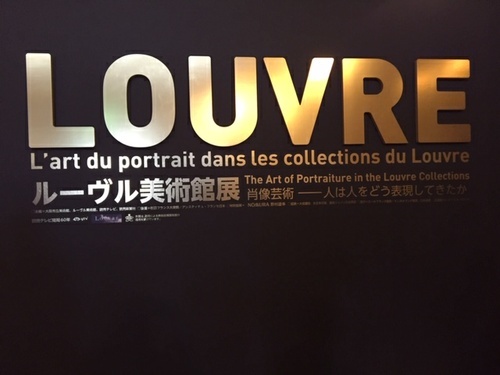 LOUVRE
L'art du portrait dans les collections du Louvre
ルーヴル美術館展
The Art of Portraiture in the Louvre Collections
肖像芸術――人は人をどう表現してきたか